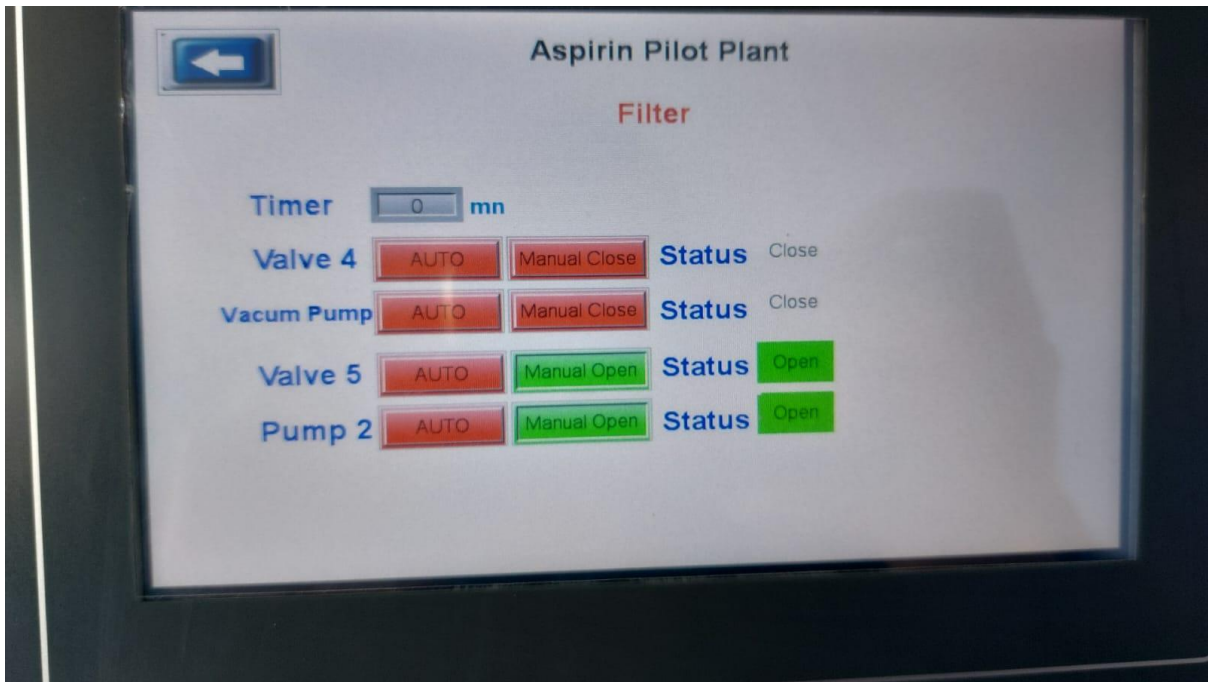 Aspirin Pilot Plant
Filter
Timer 0 mn
Valve 4 AUTO Manual Close Status Close
Vacum Pump AUTO Manual Close Status Close
Valve 5 AUTO Manual Open Status Open
Pump 2 AUTO Manual Open Status Open